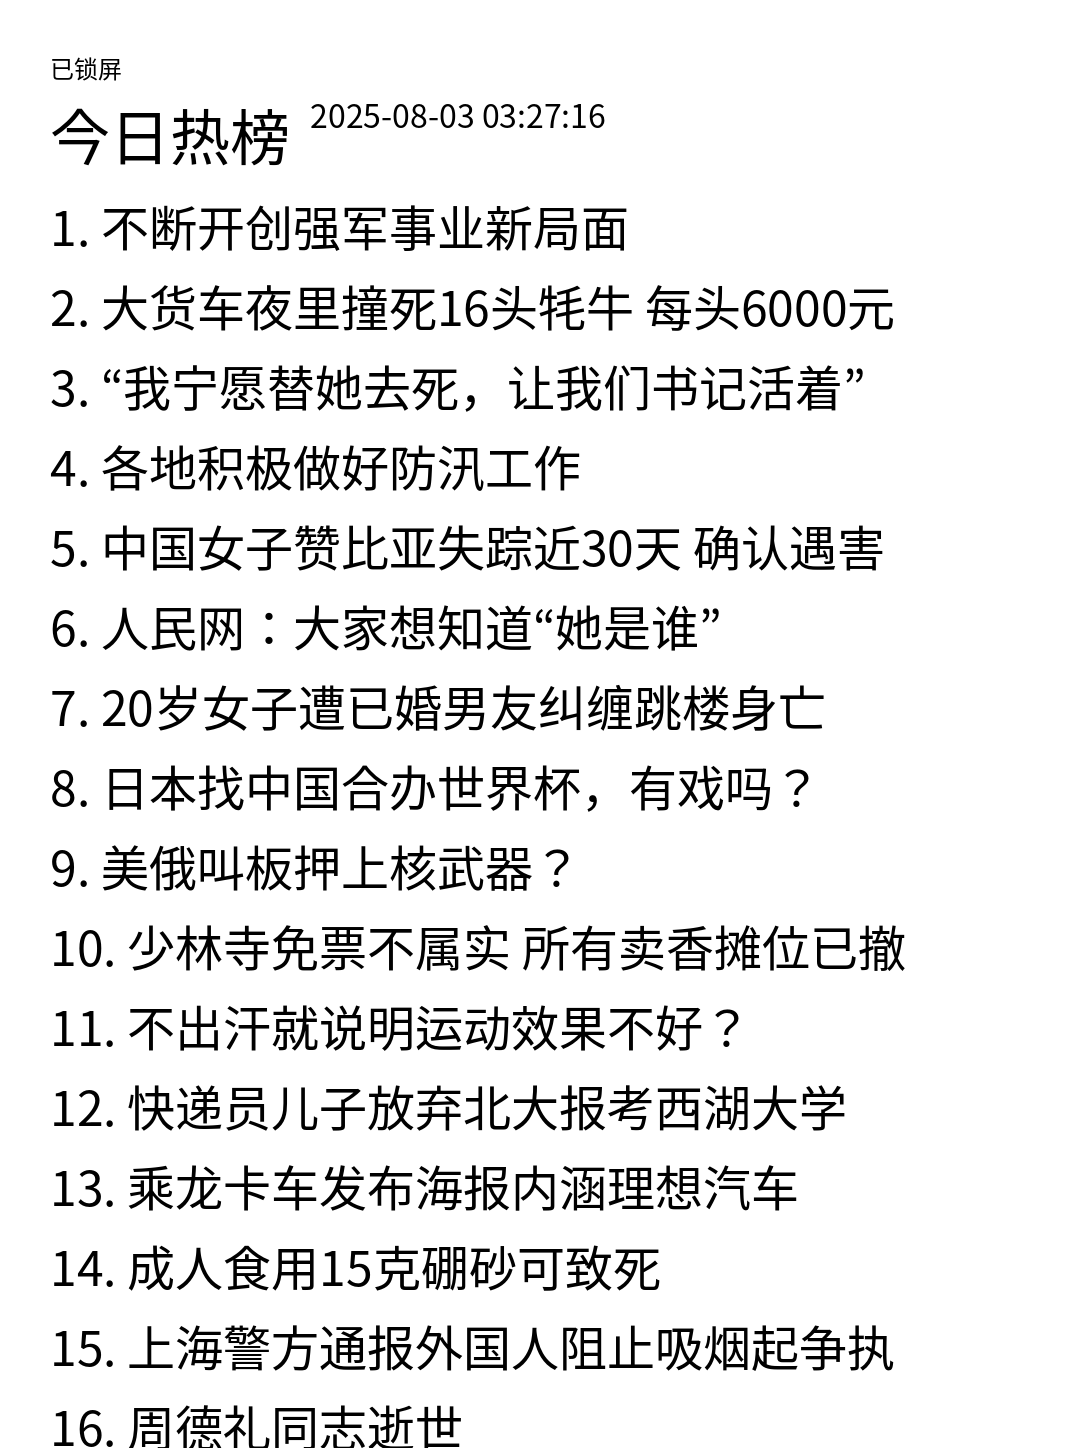 已锁屏
今日热榜 2025-08-03 03:27:16
1. 不断开创强军事业新局面
2. 大货车夜里撞死16头牦牛 每头6000元
3. “我宁愿替她去死，让我们书记活着”
4. 各地积极做好防汛工作
5. 中国女子赞比亚失踪近30天 确认遇害
6. 人民网：大家想知道“她是谁”
7. 20岁女子遭已婚男友纠缠跳楼身亡
8. 日本找中国合办世界杯，有戏吗？
9. 美俄叫板押上核武器？
10. 少林寺免票不属实 所有卖香摊位已撤
11. 不出汗就说明运动效果不好？
12. 快递员儿子放弃北大报考西湖大学
13. 乘龙卡车发布海报内涵理想汽车
14. 成人食用15克硼砂可致死
15. 上海警方通报外国人阻止吸烟起争执
16. 周德礼同志逝世